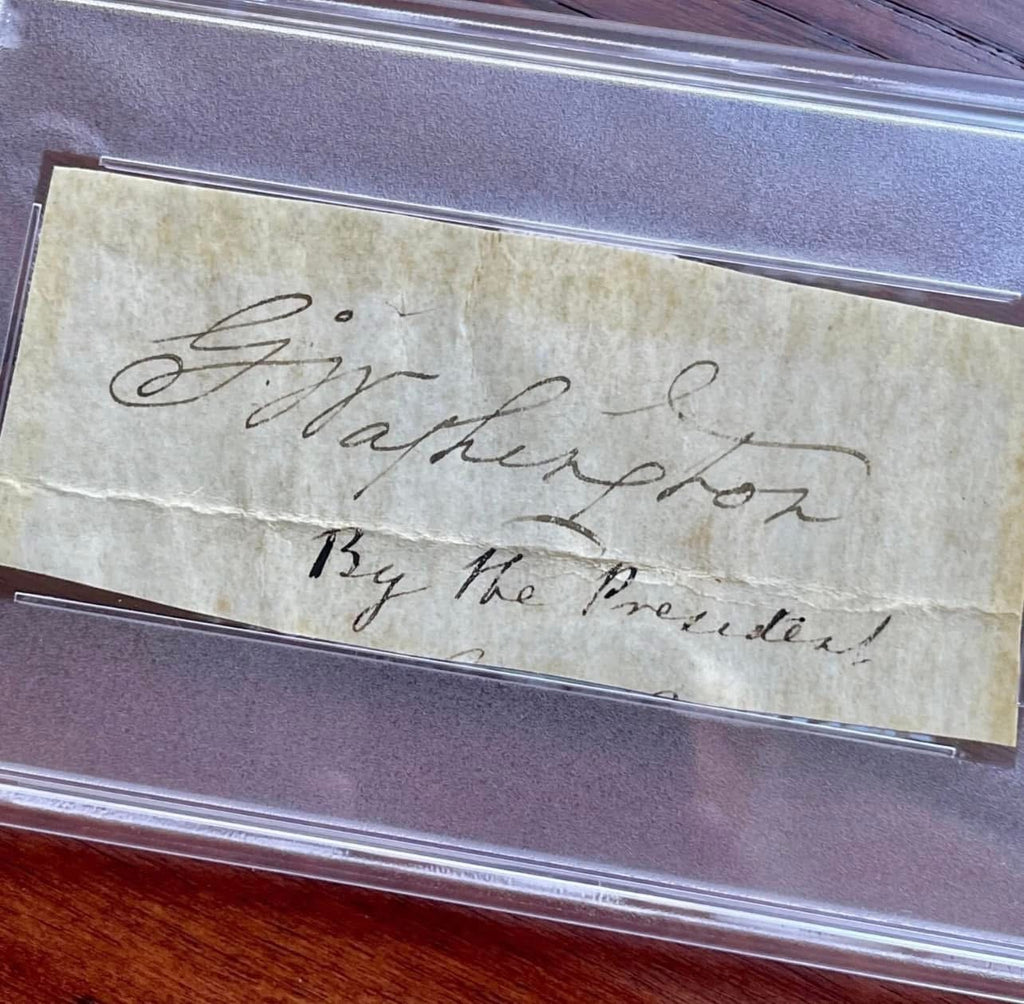 G. Washington
By the President